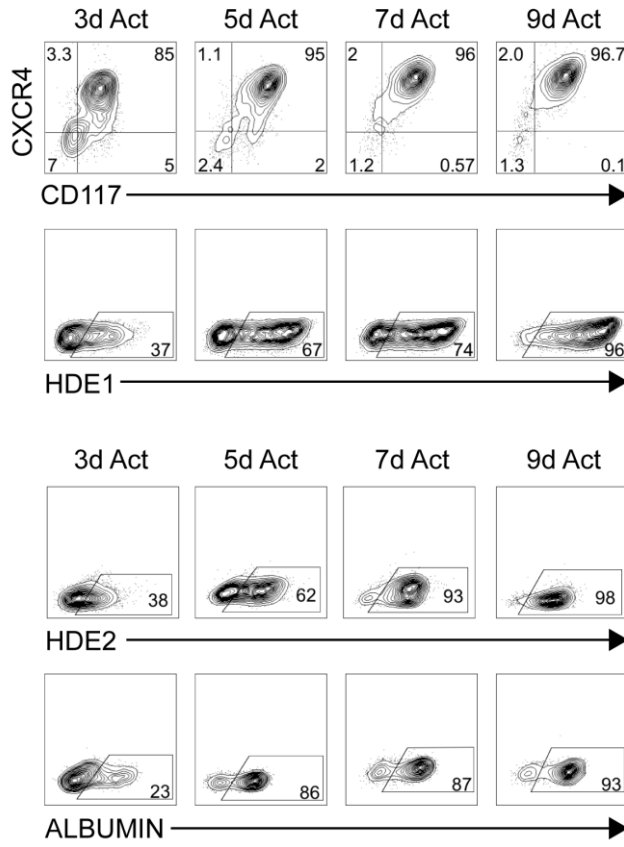 3d Act 5d Act 7d Act 9d Act
CXCR4
3.3 85 1.1 95 2 96 2.0 96.7
7 5 2.4 2 1.2 0.57 1.3 0.1
CD117
37 67 74 96
HDE1
3d Act 5d Act 7d Act 9d Act
38 62 93 98
HDE2
23 86 87 93
ALBUMIN